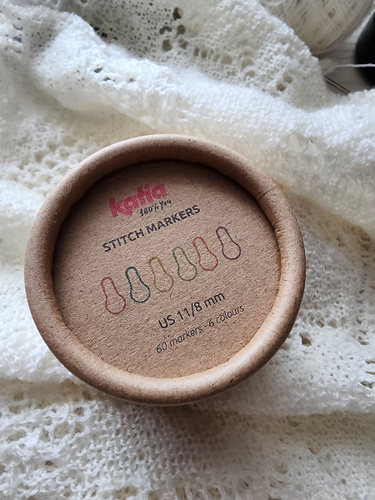 katia
100% You
STITCH MARKERS
US 11/8 mm
60 markers · 6 colours